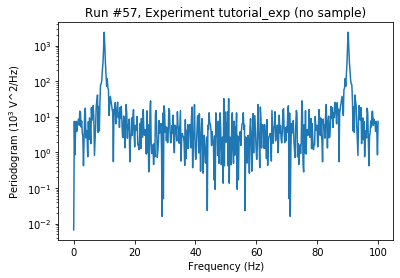 Run #57, Experiment tutorial_exp (no sample)
Periodogram (10³ V^2/Hz)
10³
10²
10¹
10⁰
10⁻¹
10⁻²
0 20 40 60 80 100
Frequency (Hz)